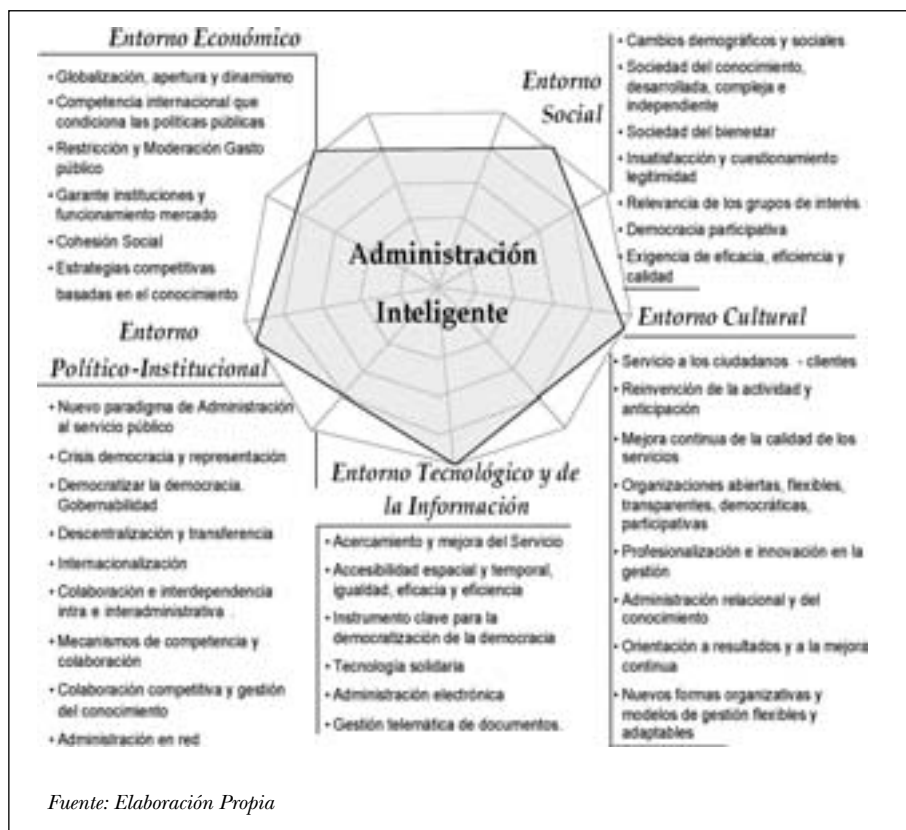 Entorno Económico
• Globalización, apertura y dinamismo
• Competencia internacional que
condiciona las políticas públicas
• Restricción y Moderación Gasto
público
• Garante instituciones y
funcionamiento mercado
• Cohesión Social
• Estrategias competitivas
basadas en el conocimiento
Entorno
Social
• Cambios demográficos y sociales
• Sociedad del conocimiento,
desarrollada, compleja e
independiente
• Sociedad del bienestar
• Insatisfacción y cuestionamiento
legitimidad
• Relevancia de los grupos de interés
• Democracia participativa
• Exigencia de eficacia, eficiencia y
calidad
Administración
Inteligente
Entorno
Político-Institucional
• Nuevo paradigma de Administración
al servicio público
• Crisis democracia y representación
• Democratizar la democracia.
Gobernabilidad
• Descentralización y transferencia
• Internacionalización
• Colaboración e interdependencia
intra e interadministrativa .
• Mecanismos de competencia y
colaboración
• Colaboración competitiva y gestión
del conocimiento
• Administración en red
Entorno Tecnológico y de
la Información
• Acercamiento y mejora del Servicio
• Accesibilidad espacial y temporal,
igualdad, eficacia y eficiencia
• Instrumento clave para la
democratización de la democracia
• Tecnología solidaria
• Administración electrónica
• Gestión telemática de documentos.
Entorno Cultural
• Servicio a los ciudadanos - clientes
• Reinvención de la actividad y
anticipación
• Mejora continua de la calidad de los
servicios
• Organizaciones abiertas, flexibles,
transparentes, democráticas,
participativas
• Profesionalización e innovación en la
gestión
• Administración relacional y del
conocimiento
• Orientación a resultados y a la mejora
continua
• Nuevos formas organizativas y
modelos de gestión flexibles y
adaptables
Fuente: Elaboración Propia